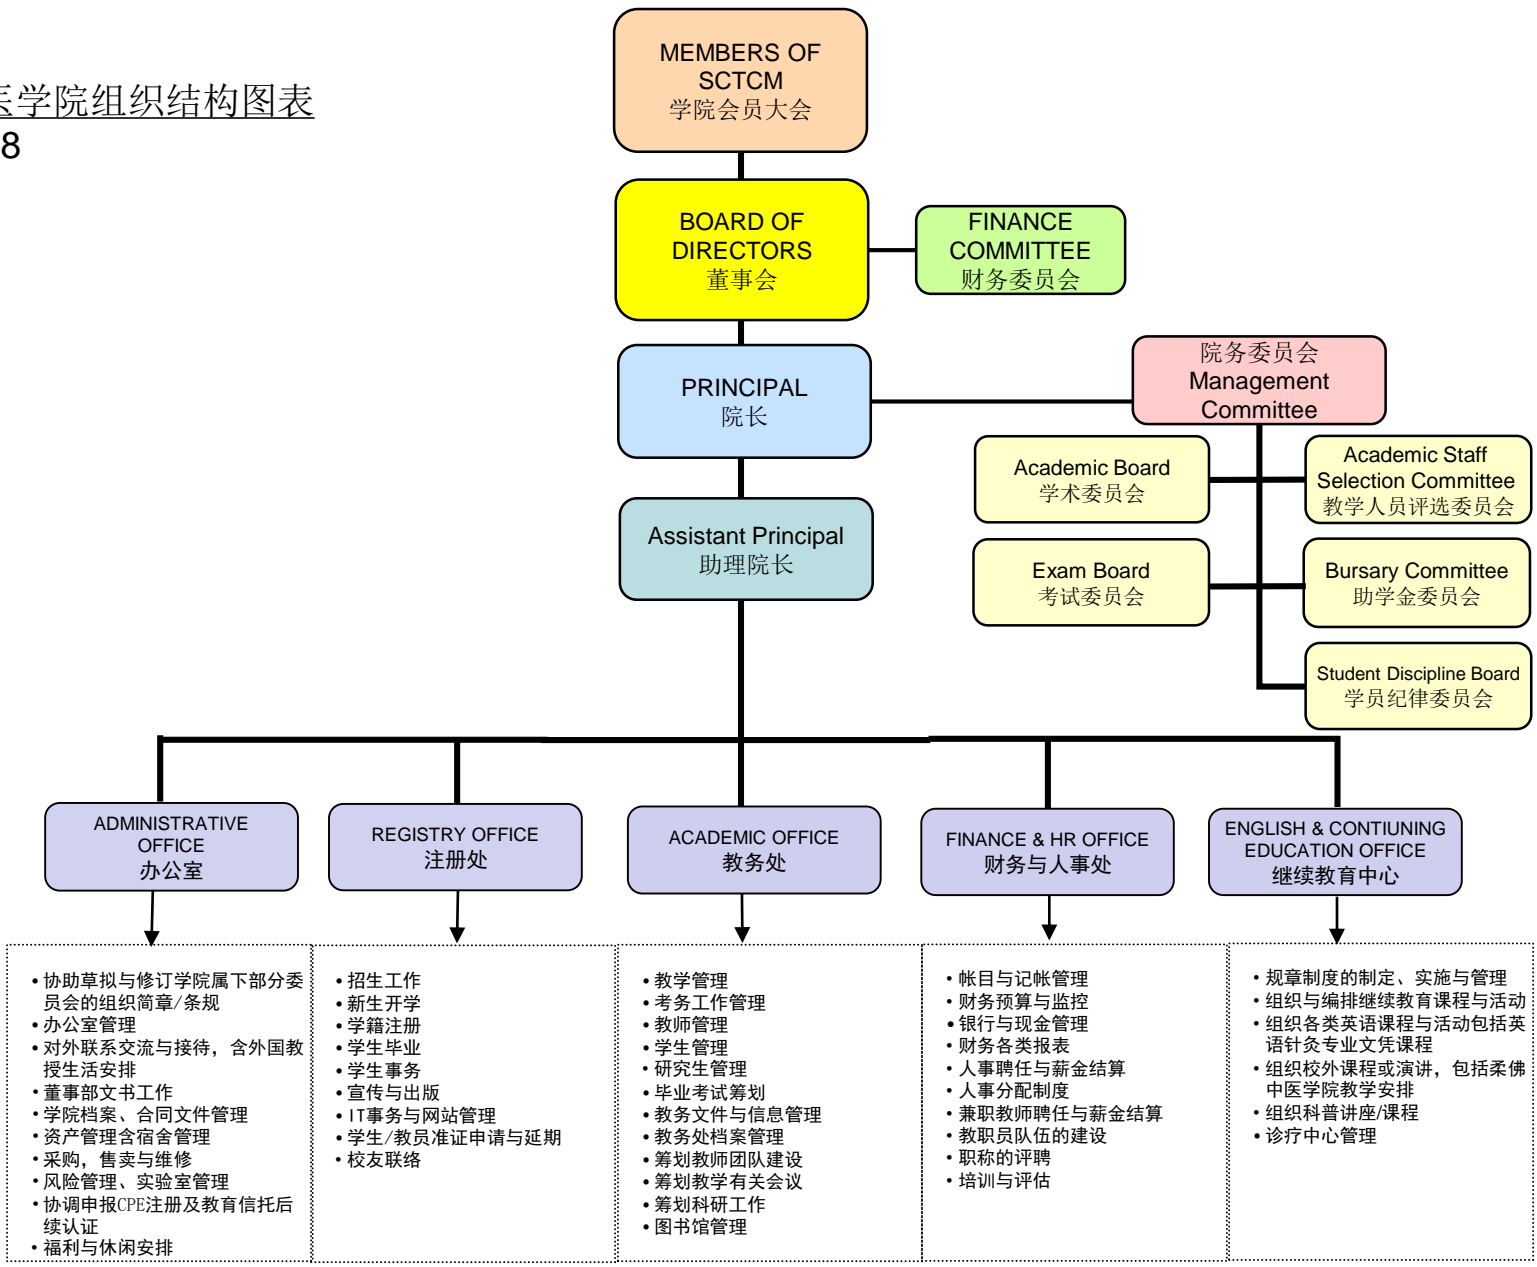 MEMBERS OF
SCTCM
学院会员大会
医学院组织结构图表
8
BOARD OF
DIRECTORS
董事会
FINANCE
COMMITTEE
财务委员会
PRINCIPAL
院长
院务委员会
Management
Committee
Academic Board
学术委员会
Academic Staff
Selection Committee
教学人员评选委员会
Assistant Principal
助理院长
Exam Board
考试委员会
Bursary Committee
助学金委员会
Student Discipline Board
学员纪律委员会
ADMINISTRATIVE
OFFICE
办公室
REGISTRY OFFICE
注册处
ACADEMIC OFFICE
教务处
FINANCE & HR OFFICE
财务与人事处
ENGLISH & CONTIUNING
EDUCATION OFFICE
继续教育中心
• 协助草拟与修订学院属下部分委
员会的组织简章/条规
• 办公室管理
• 对外联系交流与接待，含外国教
授生活安排
• 董事部文书工作
• 学院档案、合同文件管理
• 资产管理含宿舍管理
• 采购，售卖与维修
• 风险管理、实验室管理
• 协调申报CPE注册及教育信托后
续认证
• 福利与休闲安排
• 招生工作
• 新生开学
• 学籍注册
• 学生毕业
• 学生事务
• 宣传与出版
• IT事务与网站管理
• 学生/教员准证申请与延期
• 校友联络
• 教学管理
• 考务工作管理
• 教师管理
• 学生管理
• 研究生管理
• 毕业考试筹划
• 教务文件与信息管理
• 教务处档案管理
• 筹划教师团队建设
• 筹划教学有关会议
• 筹划科研工作
• 图书馆管理
• 帐目与记帐管理
• 财务预算与监控
• 银行与现金管理
• 财务各类报表
• 人事聘任与薪金结算
• 人事分配制度
• 兼职教师聘任与薪金结算
• 教职员队伍的建设
• 职称的评聘
• 培训与评估
• 规章制度的制定、实施与管理
• 组织与编排继续教育课程与活动
• 组织各类英语课程与活动包括英
语针灸专业文凭课程
• 组织校外课程或演讲，包括柔佛
中医学院教学安排
• 组织科普讲座/课程
• 诊疗中心管理